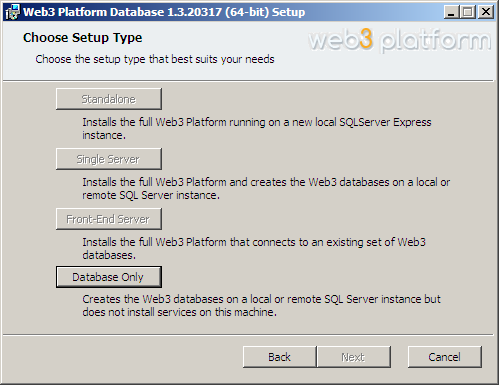 Web3 Platform Database 1.3.20317 (64-bit) Setup
Choose Setup Type
web3 platform
Choose the setup type that best suits your needs
Standalone
Installs the full Web3 Platform running on a new local SQLServer Express
instance.
Single Server
Installs the full Web3 Platform and creates the Web3 databases on a local or
remote SQL Server instance.
Front-End Server
Installs the full Web3 Platform that connects to an existing set of Web3
databases.
Database Only
Creates the Web3 databases on a local or remote SQL Server instance but
does not install services on this machine.
Back Next Cancel